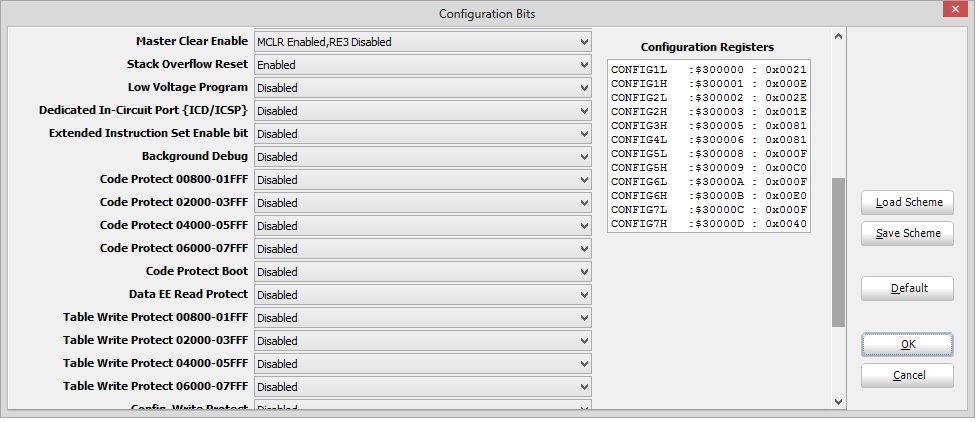 Configuration Bits
Master Clear Enable MCLR Enabled,RE3 Disabled
Stack Overflow Reset Enabled
Low Voltage Program Disabled
Dedicated In-Circuit Port {ICD/ICSP} Disabled
Extended Instruction Set Enable bit Disabled
Background Debug Disabled
Code Protect 00800-01FFF Disabled
Code Protect 02000-03FFF Disabled
Code Protect 04000-05FFF Disabled
Code Protect 06000-07FFF Disabled
Code Protect Boot Disabled
Data EE Read Protect Disabled
Table Write Protect 00800-01FFF Disabled
Table Write Protect 02000-03FFF Disabled
Table Write Protect 04000-05FFF Disabled
Table Write Protect 06000-07FFF Disabled
Config. Write Protect Disabled
Configuration Registers
CONFIG1L :$300000 : 0x0021
CONFIG1H :$300001 : 0x000E
CONFIG2L :$300002 : 0x002E
CONFIG2H :$300003 : 0x001E
CONFIG3H :$300005 : 0x0081
CONFIG4L :$300006 : 0x0081
CONFIG5L :$300008 : 0x000F
CONFIG5H :$300009 : 0x00C0
CONFIG6L :$30000A : 0x000F
CONFIG6H :$30000B : 0x00E0
CONFIG7L :$30000C : 0x000F
CONFIG7H :$30000D : 0x0040
Load Scheme
Save Scheme
Default
OK
Cancel